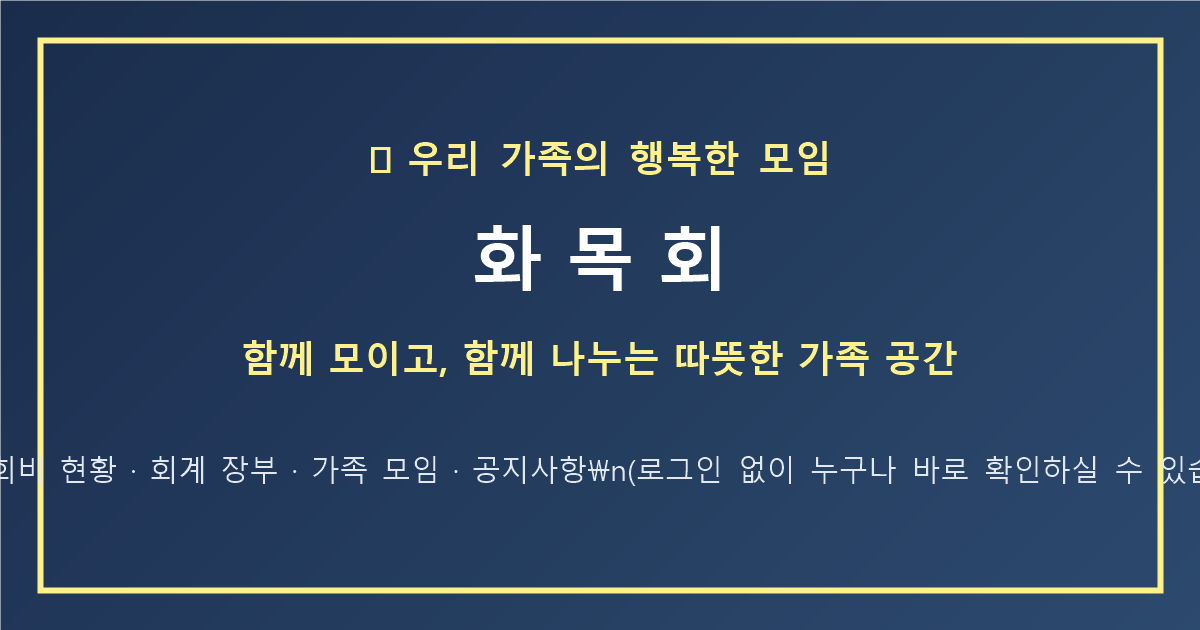 우리 가족의 행복한 모임
화목회
함께 모이고, 함께 나누는 따뜻한 가족 공간
회비 현황 · 회계 장부 · 가족 모임 · 공지사항₩n(로그인 없이 누구나 바로 확인하실 수 있습